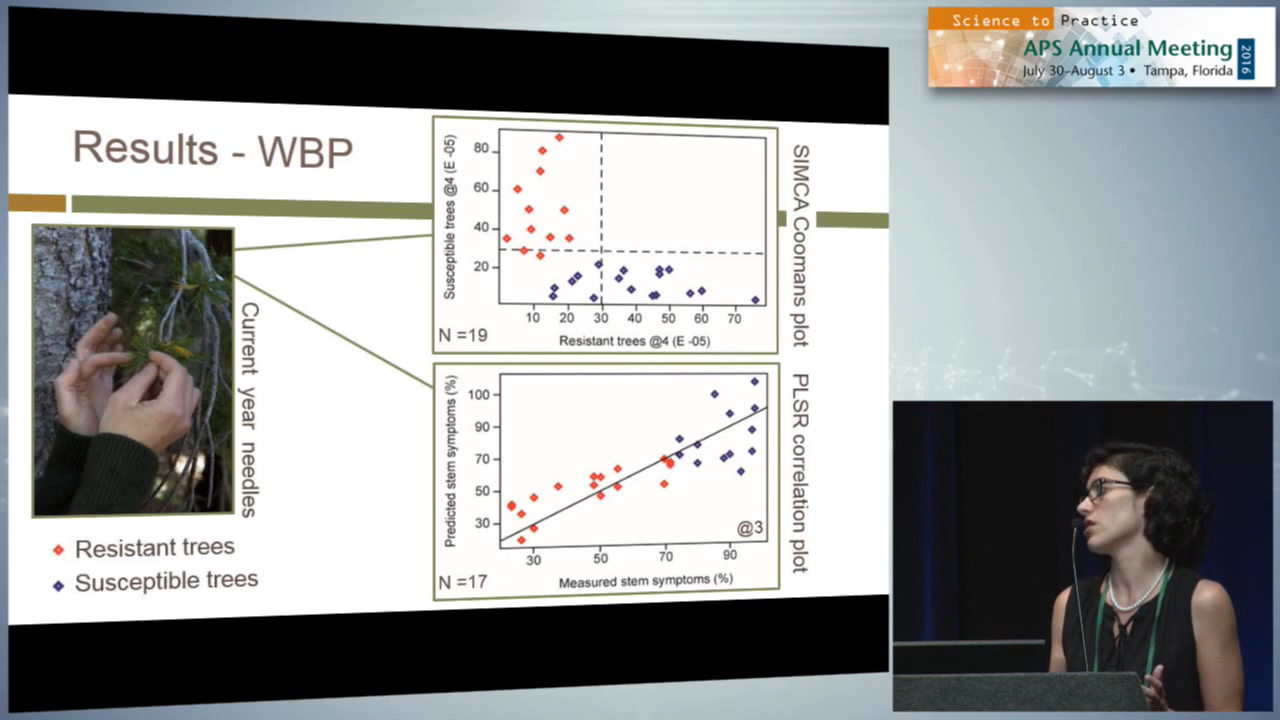 Science to Practice
APS Annual Meeting
2016
July 30–August 3 • Tampa, Florida
Results - WBP
Current year needles
Resistant trees
Susceptible trees
Susceptible trees @4 (E -05)
80
60
40
20
10 20 30 40 50 60 70
N =19
Resistant trees @4 (E -05)
SIMCA Coomans plot
Predicted stem symptoms (%)
100
90
70
50
30
@3
30 50 70 90
N =17
Measured stem symptoms (%)
PLSR correlation plot